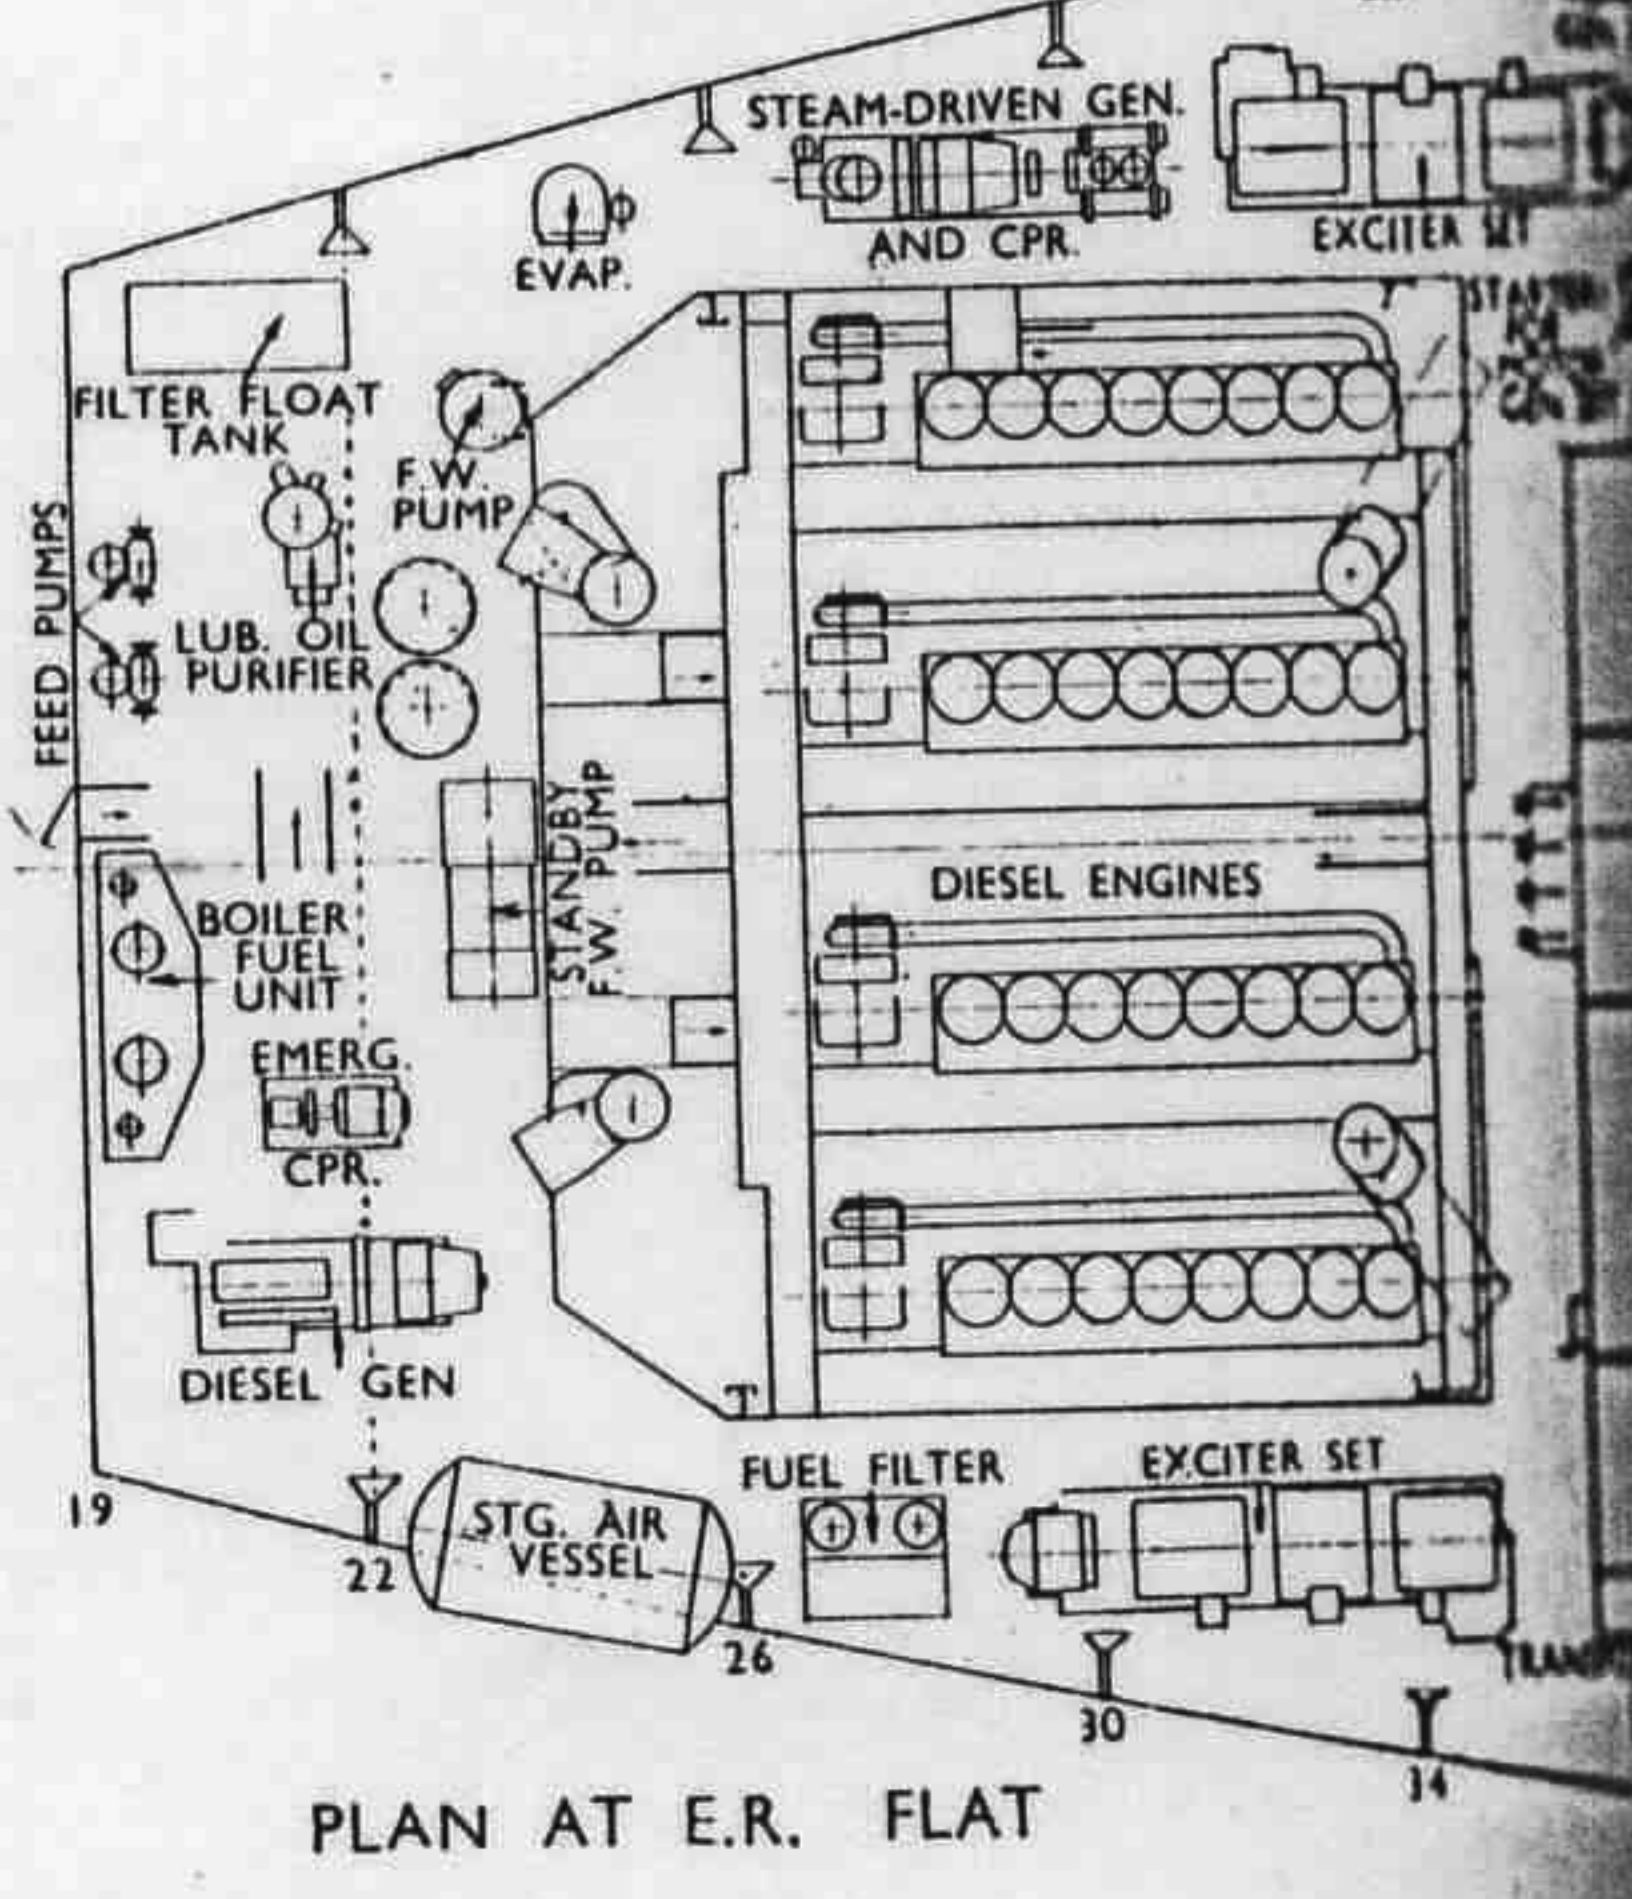 STEAM-DRIVEN GEN.
AND CPR.
EXCITER SET
EVAP.
FILTER FLOAT
TANK
F.W.
PUMP
FEED PUMPS
LUB. OIL
PURIFIER
STANDBY
F.W. PUMP
DIESEL ENGINES
BOILER
FUEL
UNIT
EMERG.
CPR.
DIESEL GEN
FUEL FILTER
EXCITER SET
STG. AIR
VESSEL
19
22
26
30
34
PLAN AT E.R. FLAT